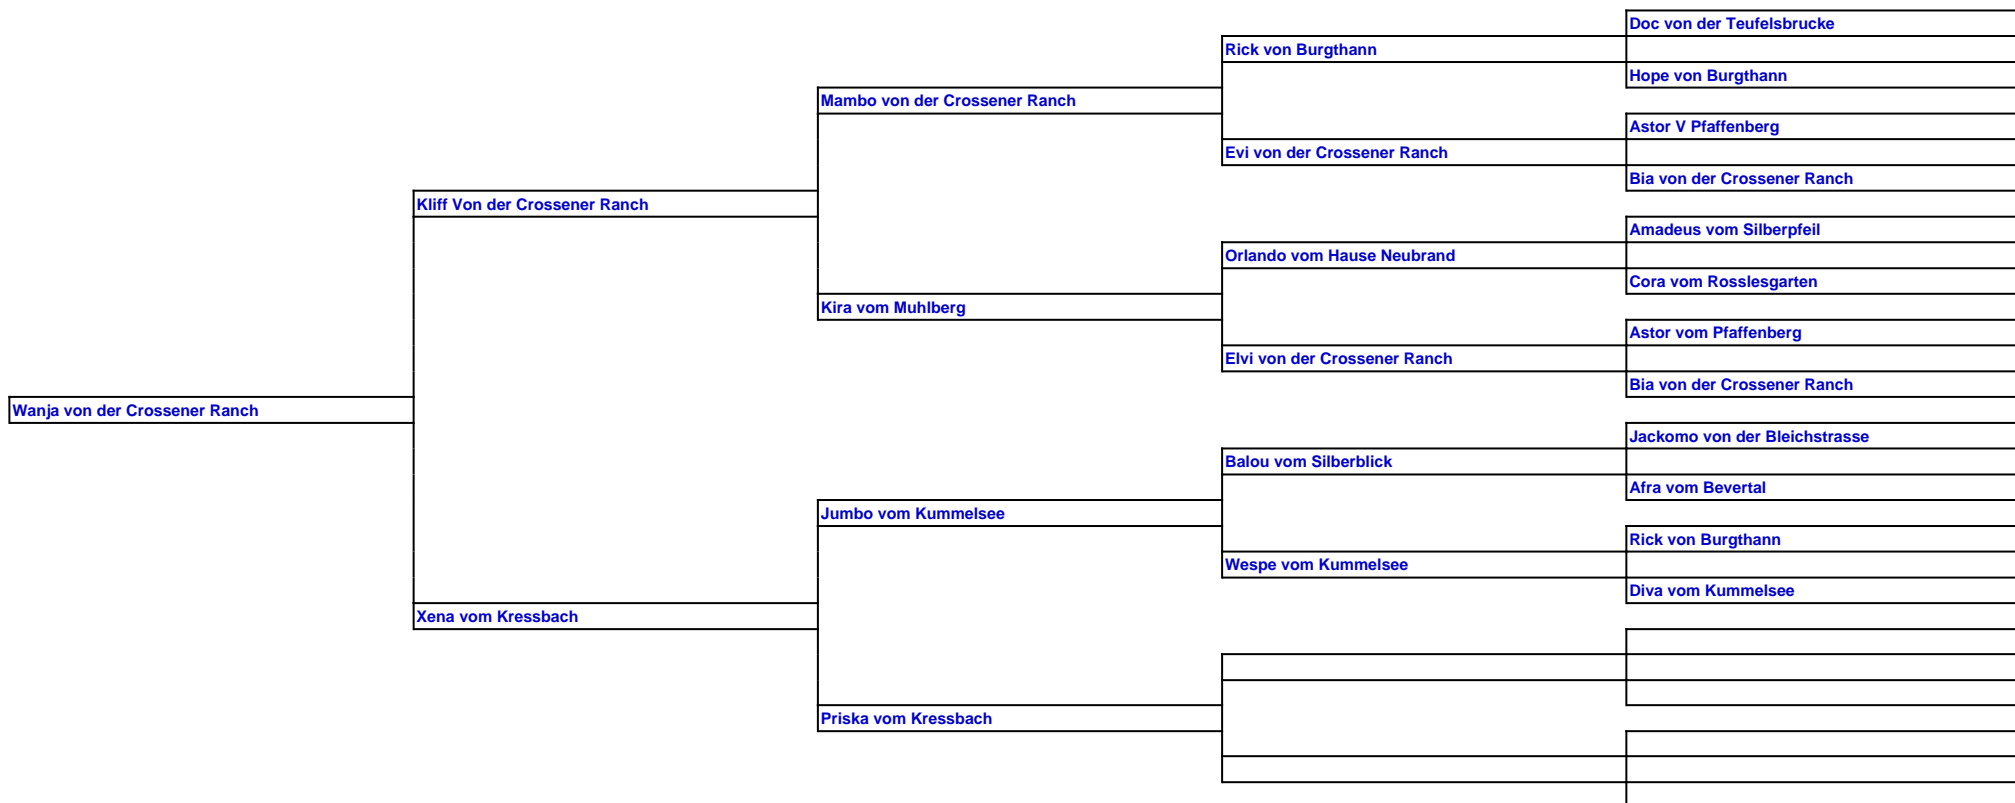 Doc von der Teufelsbrucke
Rick von Burgthann
Hope von Burgthann
Mambo von der Crossener Ranch
Astor V Pfaffenberg
Evi von der Crossener Ranch
Bia von der Crossener Ranch
Kliff Von der Crossener Ranch
Amadeus vom Silberpfeil
Orlando vom Hause Neubrand
Cora vom Rosslesgarten
Kira vom Muhlberg
Astor vom Pfaffenberg
Elvi von der Crossener Ranch
Bia von der Crossener Ranch
Wanja von der Crossener Ranch
Jackomo von der Bleichstrasse
Balou vom Silberblick
Afra vom Bevertal
Jumbo vom Kummelsee
Rick von Burgthann
Wespe vom Kummelsee
Diva vom Kummelsee
Xena vom Kressbach
Priska vom Kressbach